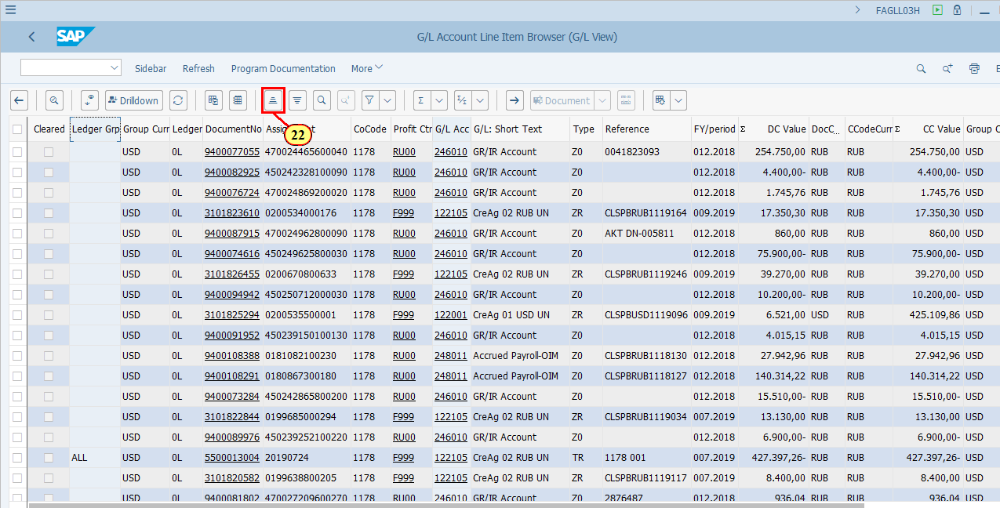 FAGLL03H
SAP G/L Account Line Item Browser (G/L View)
Sidebar Refresh Program Documentation More
Drilldown Σ Document
22
Cleared Ledger Grp Group Curr Ledger DocumentNo CoCode Profit Ctr G/L Acc G/L: Short Text Type Reference FY/period Σ DC Value DocC... CCodeCurr Σ CC Value Group C
USD 0L 9400077055 470024465600040 1178 RU00 246010 GR/IR Account Z0 0041823093 012.2018 254.750,00 RUB RUB 254.750,00 USD
USD 0L 9400082925 450242328100090 1178 RU00 246010 GR/IR Account Z0 012.2018 4.400,00- RUB RUB 4.400,00- USD
USD 0L 9400076724 470024869200020 1178 RU00 246010 GR/IR Account Z0 012.2018 1.745,76 RUB RUB 1.745,76 USD
USD 0L 3101823610 0200534000176 1178 F999 122105 CreAg 02 RUB UN ZR CLSPBRUB1119164 009.2019 17.350,30 RUB RUB 17.350,30 USD
USD 0L 9400087915 470024962800090 1178 RU00 246010 GR/IR Account Z0 AKT DN-005811 012.2018 860,00 RUB RUB 860,00 USD
USD 0L 9400074616 450249625800030 1178 RU00 246010 GR/IR Account Z0 012.2018 75.900,00- RUB RUB 75.900,00- USD
USD 0L 3101826455 0200670800633 1178 F999 122105 CreAg 02 RUB UN ZR CLSPBRUB1119246 009.2019 39.270,00 RUB RUB 39.270,00 USD
USD 0L 9400094942 450250712000030 1178 RU00 246010 GR/IR Account Z0 012.2018 10.200,00- RUB RUB 10.200,00- USD
USD 0L 3101825294 0200535500001 1178 F999 122001 CreAg 01 USD UN ZR CLSPBUSD1119096 009.2019 6.521,00 USD RUB 425.109,86 USD
USD 0L 9400091952 450239150100130 1178 RU00 246010 GR/IR Account Z0 012.2018 4.015,15 RUB RUB 4.015,15 USD
USD 0L 9400108388 0181082100230 1178 RU00 248011 Accrued Payroll-OIM Z0 CLSPBRUB1118130 012.2018 27.942,96 RUB RUB 27.942,96 USD
USD 0L 9400108291 0180867300180 1178 RU00 248011 Accrued Payroll-OIM Z0 CLSPBRUB1118127 012.2018 140.314,22 RUB RUB 140.314,22 USD
USD 0L 9400073284 450242865800200 1178 RU00 246010 GR/IR Account Z0 012.2018 15.510,00- RUB RUB 15.510,00- USD
USD 0L 3101822844 0199685000294 1178 F999 122105 CreAg 02 RUB UN ZR CLSPBRUB1119034 007.2019 13.130,00 RUB RUB 13.130,00 USD
USD 0L 9400089976 450239252100220 1178 RU00 246010 GR/IR Account Z0 012.2018 6.900,00- RUB RUB 6.900,00- USD
ALL USD 0L 5500013004 20190724 1178 F999 122105 CreAg 02 RUB UN TR 1178 001 007.2019 427.397,26- RUB RUB 427.397,26- USD
USD 0L 3101820582 0199638800205 1178 F999 122105 CreAg 02 RUB UN ZR CLSPBRUB1119117 007.2019 8.400,00 RUB RUB 8.400,00 USD
USD 0L 9400081802 470027209600270 1178 RU00 246010 GR/IR Account Z0 2876487 012.2018 936,04 RUB RUB 936,04 USD